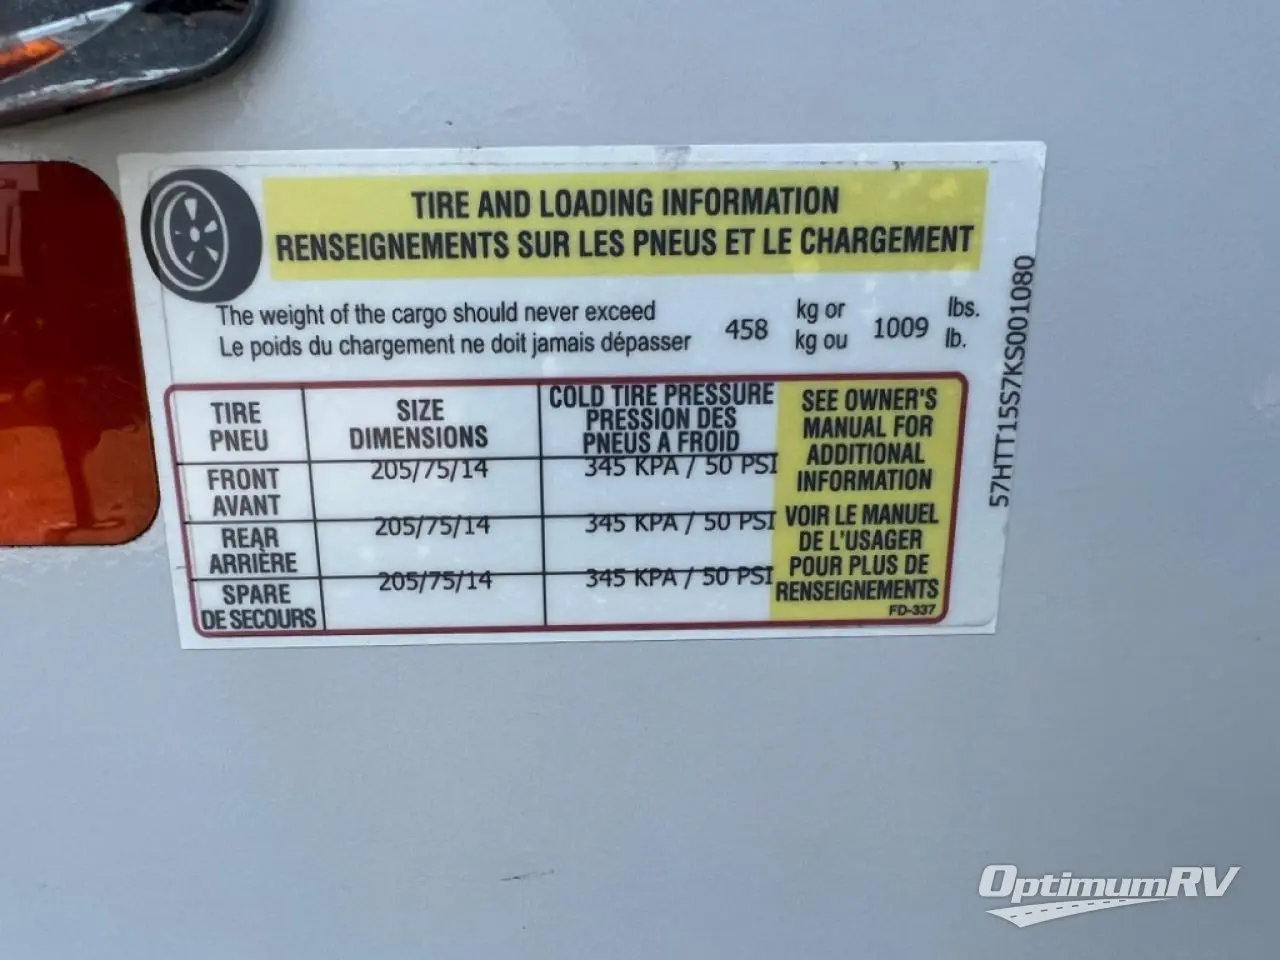 TIRE AND LOADING INFORMATION
RENSEIGNEMENTS SUR LES PNEUS ET LE CHARGEMENT
The weight of the cargo should never exceed 458 kg or 1009 lbs.
Le poids du chargement ne doit jamais dépasser kg ou lb.
TIRE
PNEU
SIZE
DIMENSIONS
COLD TIRE PRESSURE
PRESSION DES
PNEUS A FROID
FRONT
AVANT
205/75/14
345 KPA / 50 PSI
REAR
ARRIÈRE
205/75/14
345 KPA / 50 PSI
SPARE
DE SECOURS
205/75/14
345 KPA / 50 PSI
SEE OWNER'S
MANUAL FOR
ADDITIONAL
INFORMATION
VOIR LE MANUEL
DE L'USAGER
POUR PLUS DE
RENSEIGNEMENTS
FD-337
57HTT15S7KS001080
OptimumRV